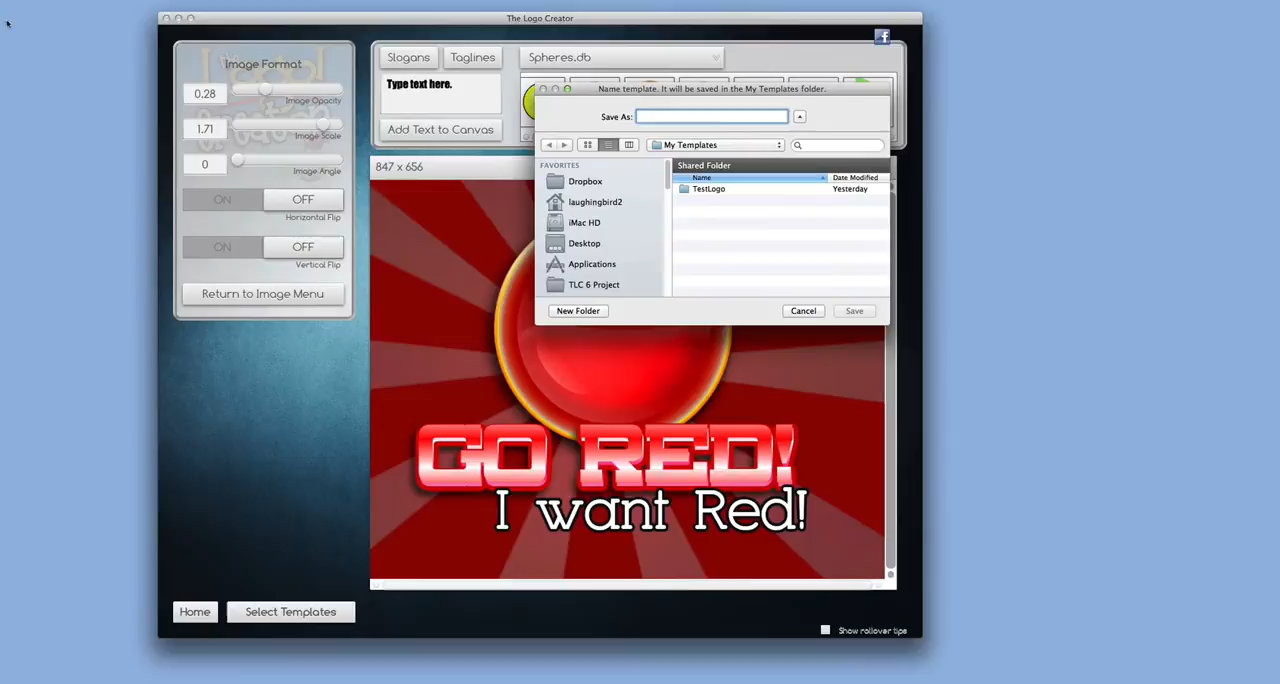 The Logo Creator
Image Format
0.28
Image Opacity
1.71
Image Scale
0
Image Angle
ON OFF
Horizontal Flip
ON OFF
Vertical Flip
Return to Image Menu
Slogans Taglines Spheres.db
Type text here.
Add Text to Canvas
f
847 x 656
Name template. It will be saved in the My Templates folder.
Save As:
My Templates
FAVORITES
Dropbox
laughingbird2
iMac HD
Desktop
Applications
TLC 6 Project
Shared Folder
Name Date Modified
TestLogo Yesterday
New Folder Cancel Save
GO RED!
I want Red!
Home Select Templates
Show rollover tips